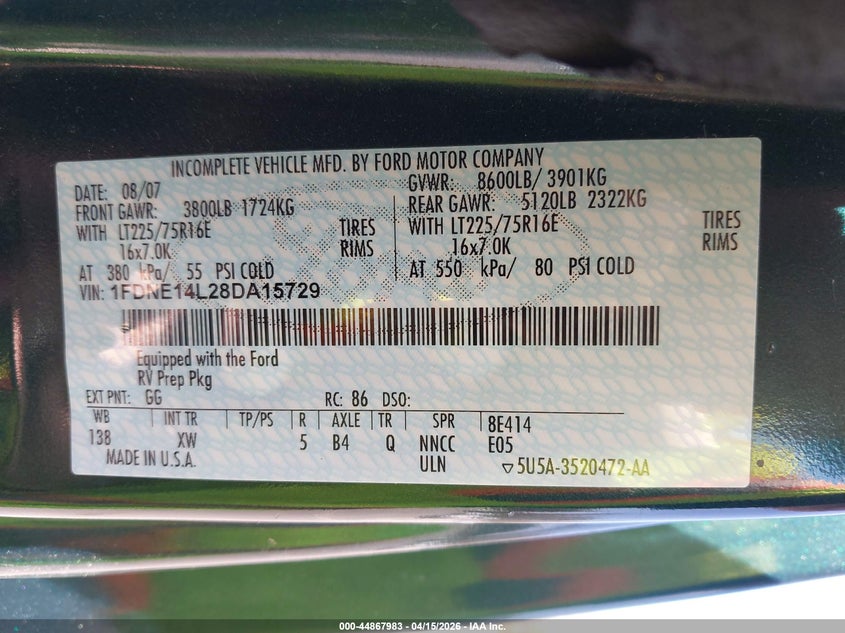 INCOMPLETE VEHICLE MFD. BY FORD MOTOR COMPANY
DATE: 08/07 GVWR: 8600LB/ 3901KG
FRONT GAWR: 3800LB 1724KG REAR GAWR: 5120LB 2322KG
WITH LT225/75R16E TIRES WITH LT225/75R16E TIRES
16x7.0K RIMS 16x7.0K RIMS
AT 380 kPa/ 55 PSI COLD AT 550 kPa/ 80 PSI COLD
VIN: 1FDNE14L28DA15729
Equipped with the Ford
RV Prep Pkg
EXT PNT: GG RC: 86 DSO:
WB INT TR TP/PS R AXLE TR SPR 8E414
138 XW 5 B4 Q NNCC E05
MADE IN U.S.A. ULN 5U5A-3520472-AA
000-44867983 - 04/15/2026 - IAA Inc.